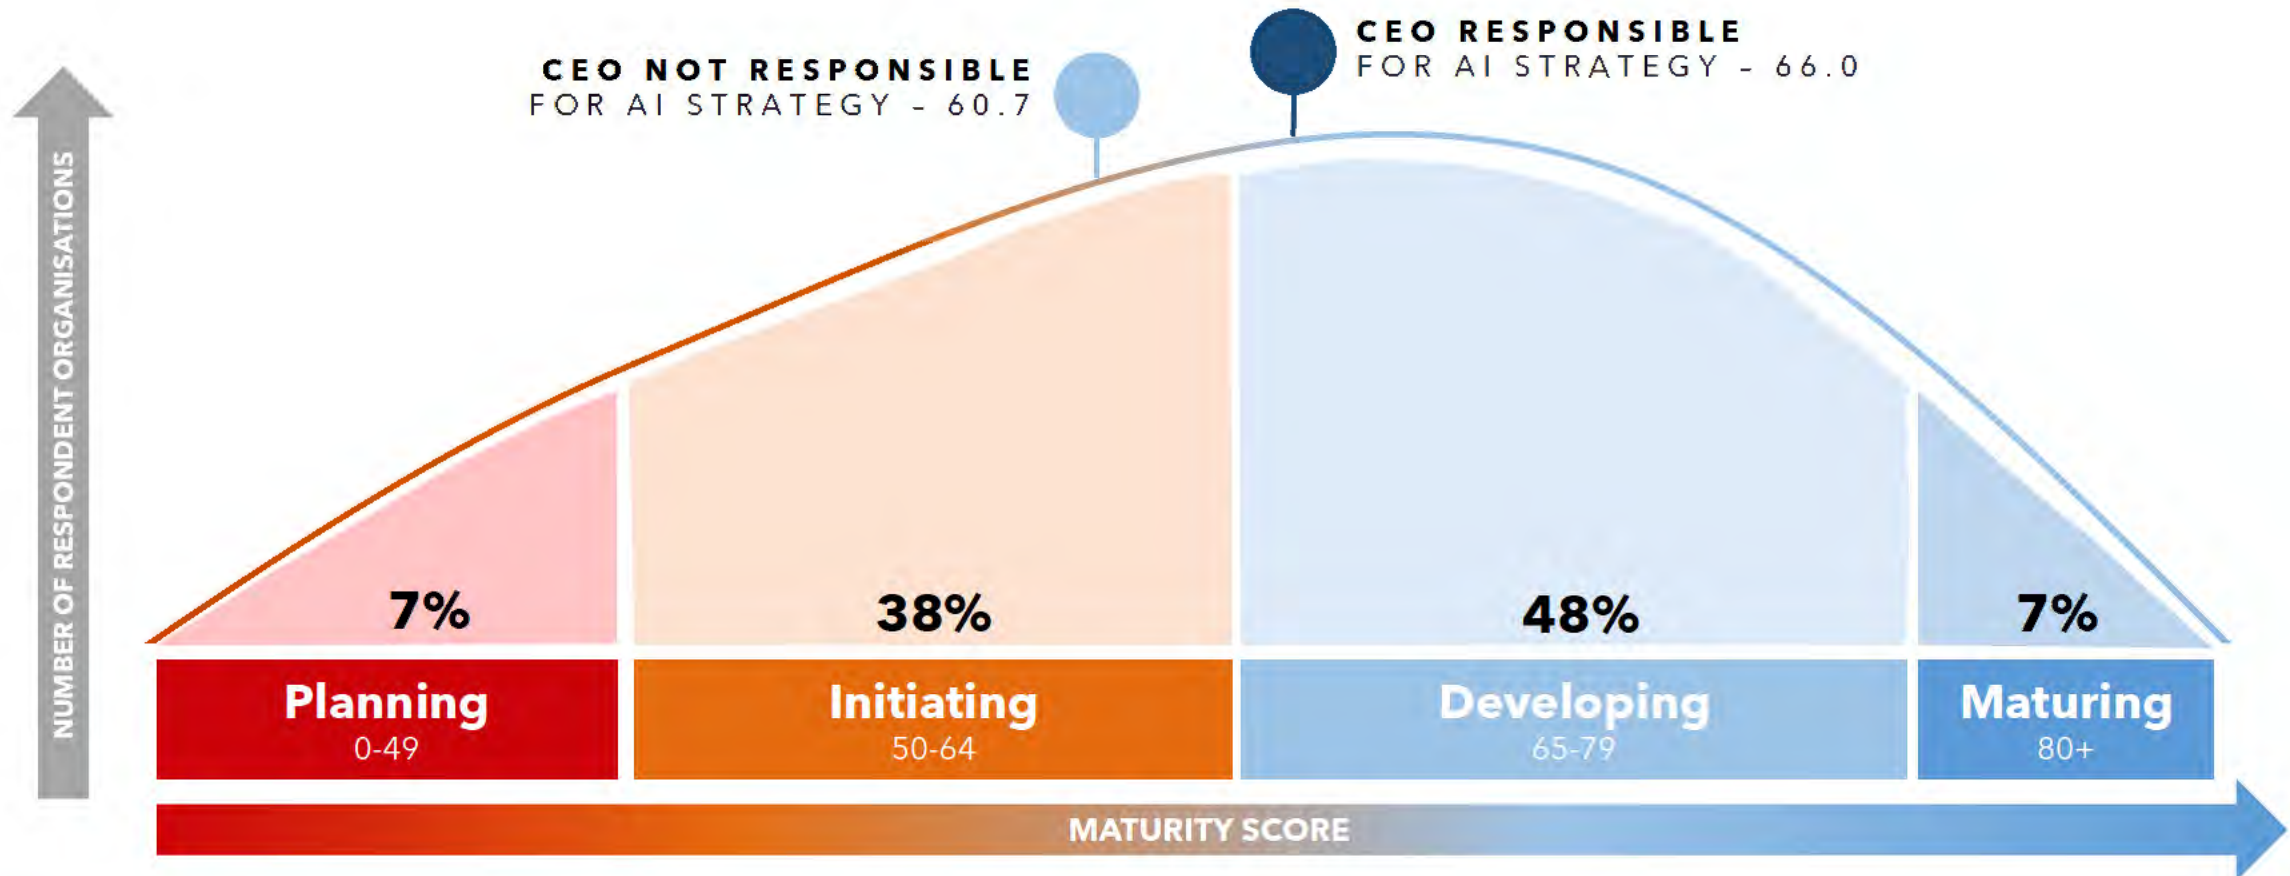 CEO RESPONSIBLE
FOR AI STRATEGY - 66.0
CEO NOT RESPONSIBLE
FOR AI STRATEGY - 60.7
NUMBER OF RESPONDENT ORGANISATIONS
7%
38%
48%
7%
Planning
0-49
Initiating
50-64
Developing
65-79
Maturing
80+
MATURITY SCORE